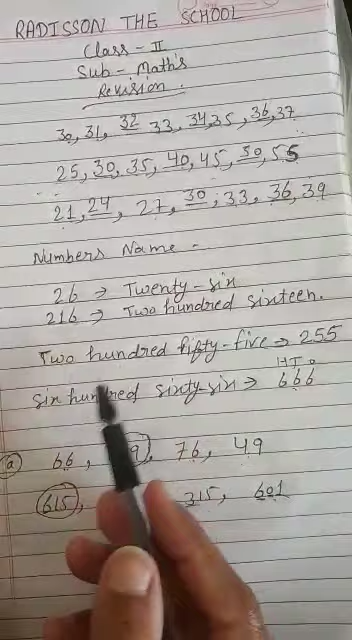 RADISSON THE SCHOOL
Class - II
Sub - Math's
Revision.
30, 31, 32 33, 34, 35, 36, 37
25, 30, 35, 40, 45, 50, 55
21, 24, 27, 30, 33, 36, 39
Numbers Name -
26 → Twenty-six
216 → Two hundred sixteen.
Two hundred fifty-five → 255
H T O
Six hundred sixty-six → 666
a 66, 9, 76, 49
615, 315, 601